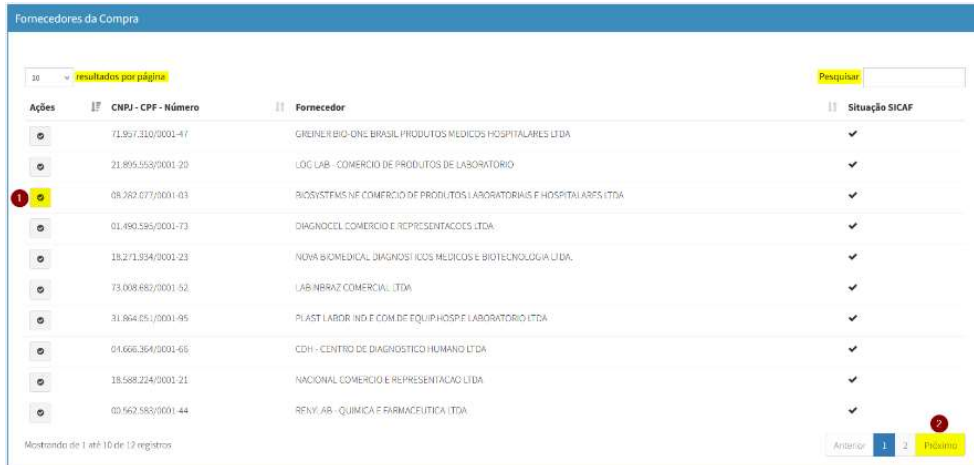 Fornecedores da Compra
10 resultados por página Pesquisar
Ações CNPJ - CPF - Número Fornecedor Situação SICAF
71.957.310/0001-47 GREINER BIO-ONE BRASIL PRODUTOS MEDICOS HOSPITALARES LTDA
21.895.553/0001-20 LOG LAB - COMERCIO DE PRODUTOS DE LABORATORIO
1 08.282.077/0001-03 BIOSYSTEMS NE COMERCIO DE PRODUTOS LABORATORIAIS E HOSPITALARES LTDA
01.490.595/0001-73 DIAGNOCEL COMERCIO E REPRESENTACOES LTDA
18.271.934/0001-23 NOVA BIOMEDICAL DIAGNOSTICOS MEDICOS E BIOTECNOLOGIA LTDA.
73.008.682/0001-52 LABINBRAZ COMERCIAL LTDA
31.864.051/0001-95 PLAST LABOR IND E COM DE EQUIP.HOSP.E LABORATORIO LTDA
04.666.364/0001-66 CDH - CENTRO DE DIAGNOSTICO HUMANO LTDA
18.588.224/0001-21 NACIONAL COMERCIO E REPRESENTACAO LTDA
00.562.583/0001-44 RENYLAB - QUIMICA E FARMACEUTICA LTDA
2
Mostrando de 1 até 10 de 12 registros Anterior 1 2 Próximo